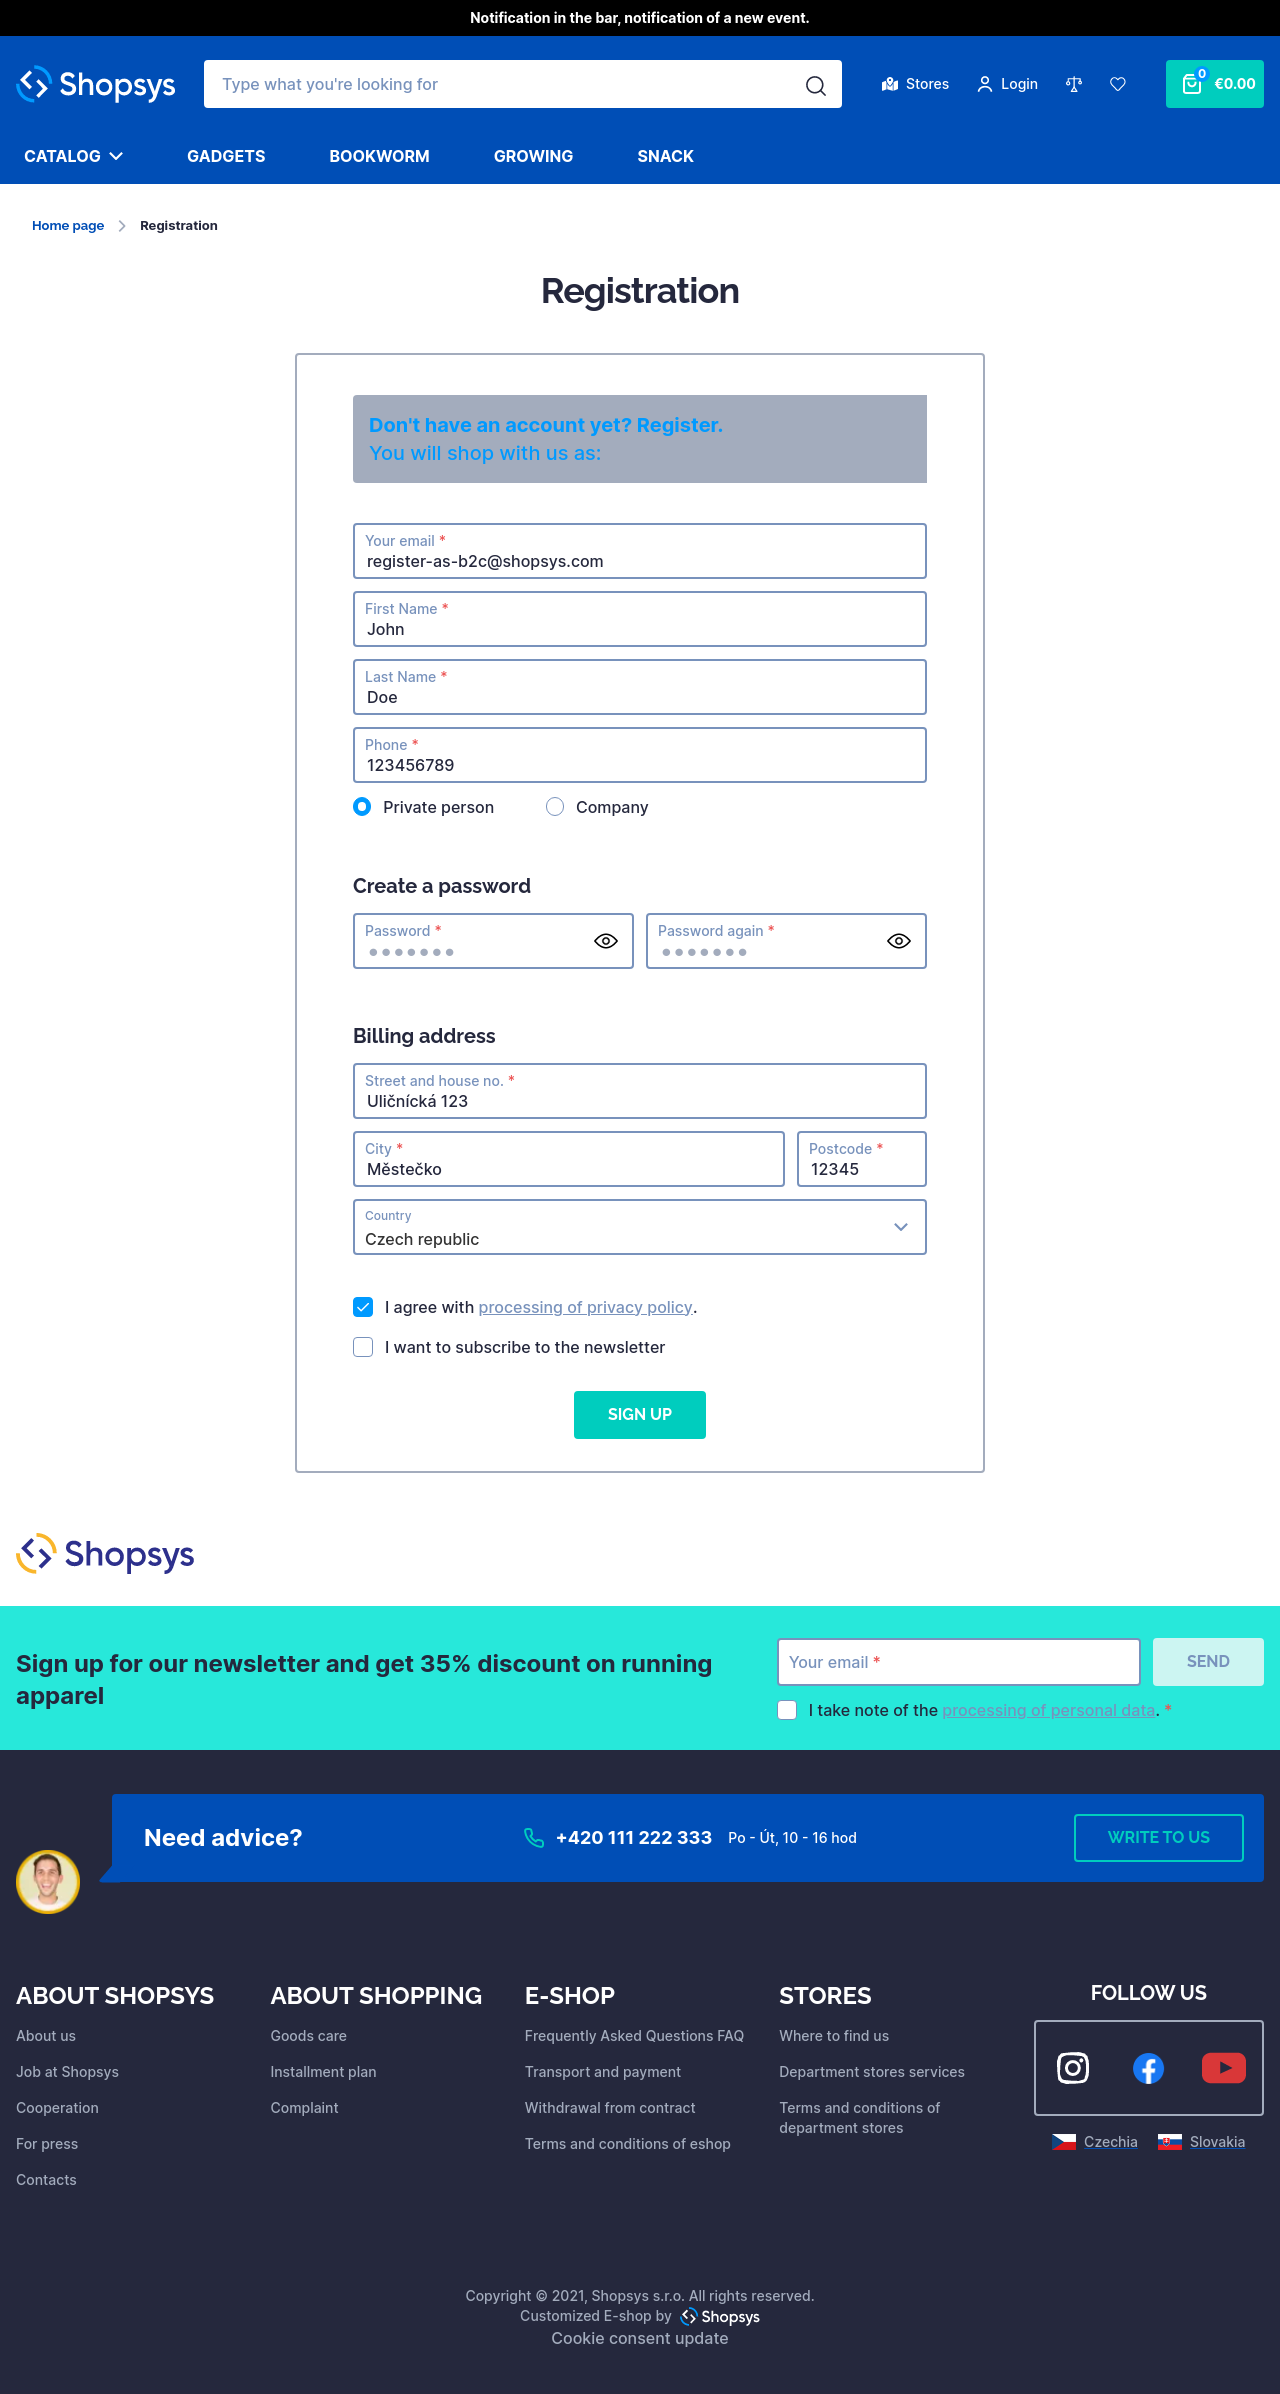 Notification in the bar, notification of a new event.
Shopsys
Type what you're looking for
Stores
Login
0
€0.00
CATALOG
GADGETS
BOOKWORM
GROWING
SNACK
Home page
Registration
Registration
Don't have an account yet? Register.
You will shop with us as:
Your email *
register-as-b2c@shopsys.com
First Name *
John
Last Name *
Doe
Phone *
123456789
Private person
Company
Create a password
Password *
Password again *
Billing address
Street and house no. *
Uličnícká 123
City *
Městečko
Postcode *
12345
Country
Czech republic
I agree with processing of privacy policy.
I want to subscribe to the newsletter
SIGN UP
Shopsys
Sign up for our newsletter and get 35% discount on running
apparel
Your email *
SEND
I take note of the processing of personal data. *
Need advice?
+420 111 222 333
Po - Út, 10 - 16 hod
WRITE TO US
ABOUT SHOPSYS
About us
Job at Shopsys
Cooperation
For press
Contacts
ABOUT SHOPPING
Goods care
Installment plan
Complaint
E-SHOP
Frequently Asked Questions FAQ
Transport and payment
Withdrawal from contract
Terms and conditions of eshop
STORES
Where to find us
Department stores services
Terms and conditions of
department stores
FOLLOW US
Czechia
Slovakia
Copyright © 2021, Shopsys s.r.o. All rights reserved.
Customized E-shop by Shopsys
Cookie consent update